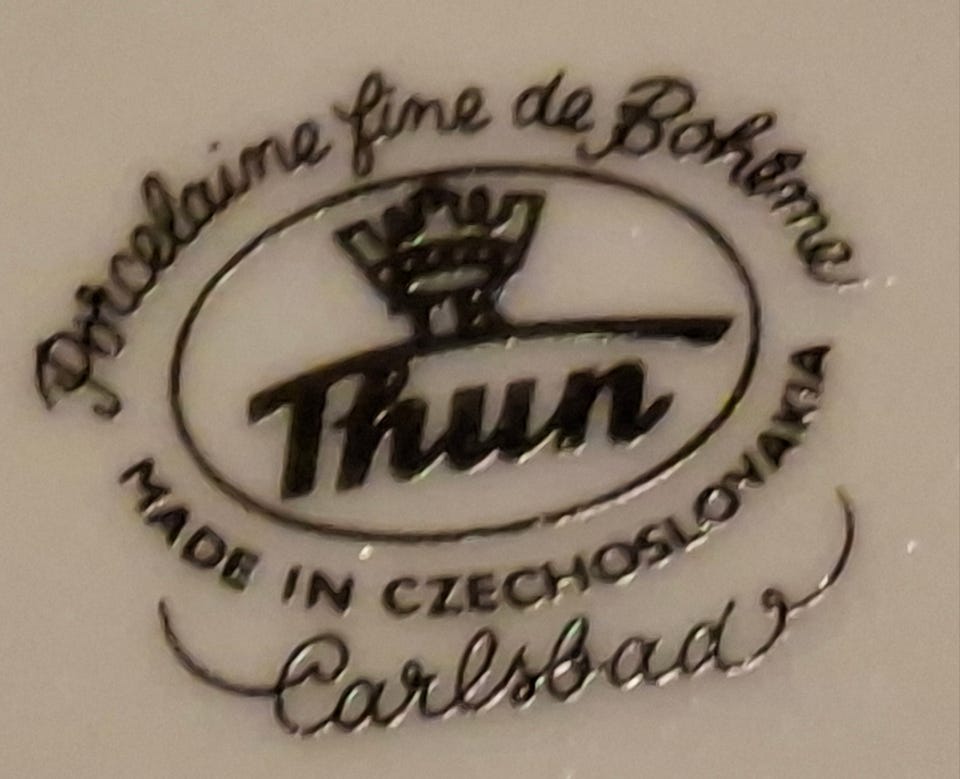 Porcelaine fine de Bohême
Thun
MADE IN CZECHOSLOVAKIA
Carlsbad